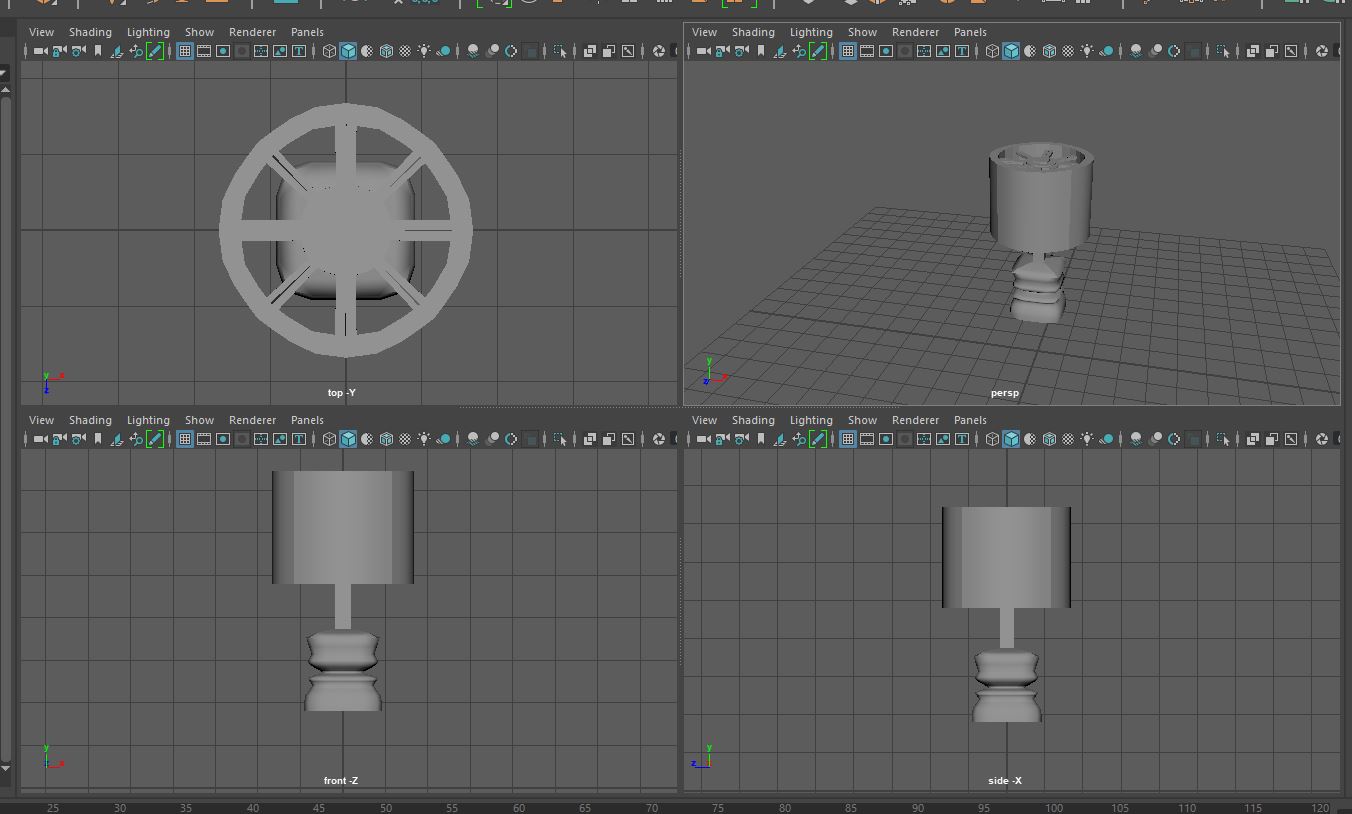 View Shading Lighting Show Renderer Panels
View Shading Lighting Show Renderer Panels
y x z
top -Y
y x z
persp
View Shading Lighting Show Renderer Panels
View Shading Lighting Show Renderer Panels
y x
front -Z
y z
side -X
25 30 35 40 45 50 55 60 65 70 75 80 85 90 95 100 105 110 115 120